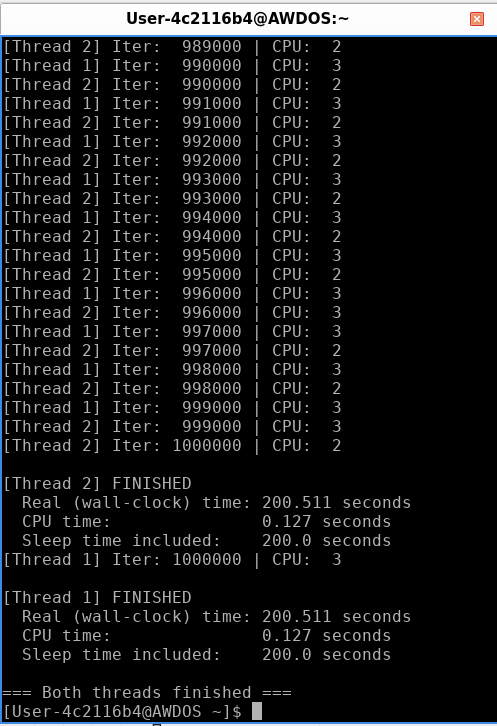 User-4c2116b4@AWDOS:~
[Thread 2] Iter:  989000 | CPU:  2
[Thread 1] Iter:  990000 | CPU:  3
[Thread 2] Iter:  990000 | CPU:  2
[Thread 1] Iter:  991000 | CPU:  3
[Thread 2] Iter:  991000 | CPU:  2
[Thread 1] Iter:  992000 | CPU:  3
[Thread 2] Iter:  992000 | CPU:  2
[Thread 1] Iter:  993000 | CPU:  3
[Thread 2] Iter:  993000 | CPU:  2
[Thread 1] Iter:  994000 | CPU:  3
[Thread 2] Iter:  994000 | CPU:  2
[Thread 1] Iter:  995000 | CPU:  3
[Thread 2] Iter:  995000 | CPU:  2
[Thread 1] Iter:  996000 | CPU:  3
[Thread 2] Iter:  996000 | CPU:  3
[Thread 1] Iter:  997000 | CPU:  3
[Thread 2] Iter:  997000 | CPU:  2
[Thread 1] Iter:  998000 | CPU:  3
[Thread 2] Iter:  998000 | CPU:  2
[Thread 1] Iter:  999000 | CPU:  3
[Thread 2] Iter:  999000 | CPU:  3
[Thread 2] Iter: 1000000 | CPU:  2

[Thread 2] FINISHED
  Real (wall-clock) time: 200.511 seconds
  CPU time:               0.127 seconds
  Sleep time included:    200.0 seconds
[Thread 1] Iter: 1000000 | CPU:  3

[Thread 1] FINISHED
  Real (wall-clock) time: 200.511 seconds
  CPU time:               0.127 seconds
  Sleep time included:    200.0 seconds

=== Both threads finished ===
[User-4c2116b4@AWDOS ~]$